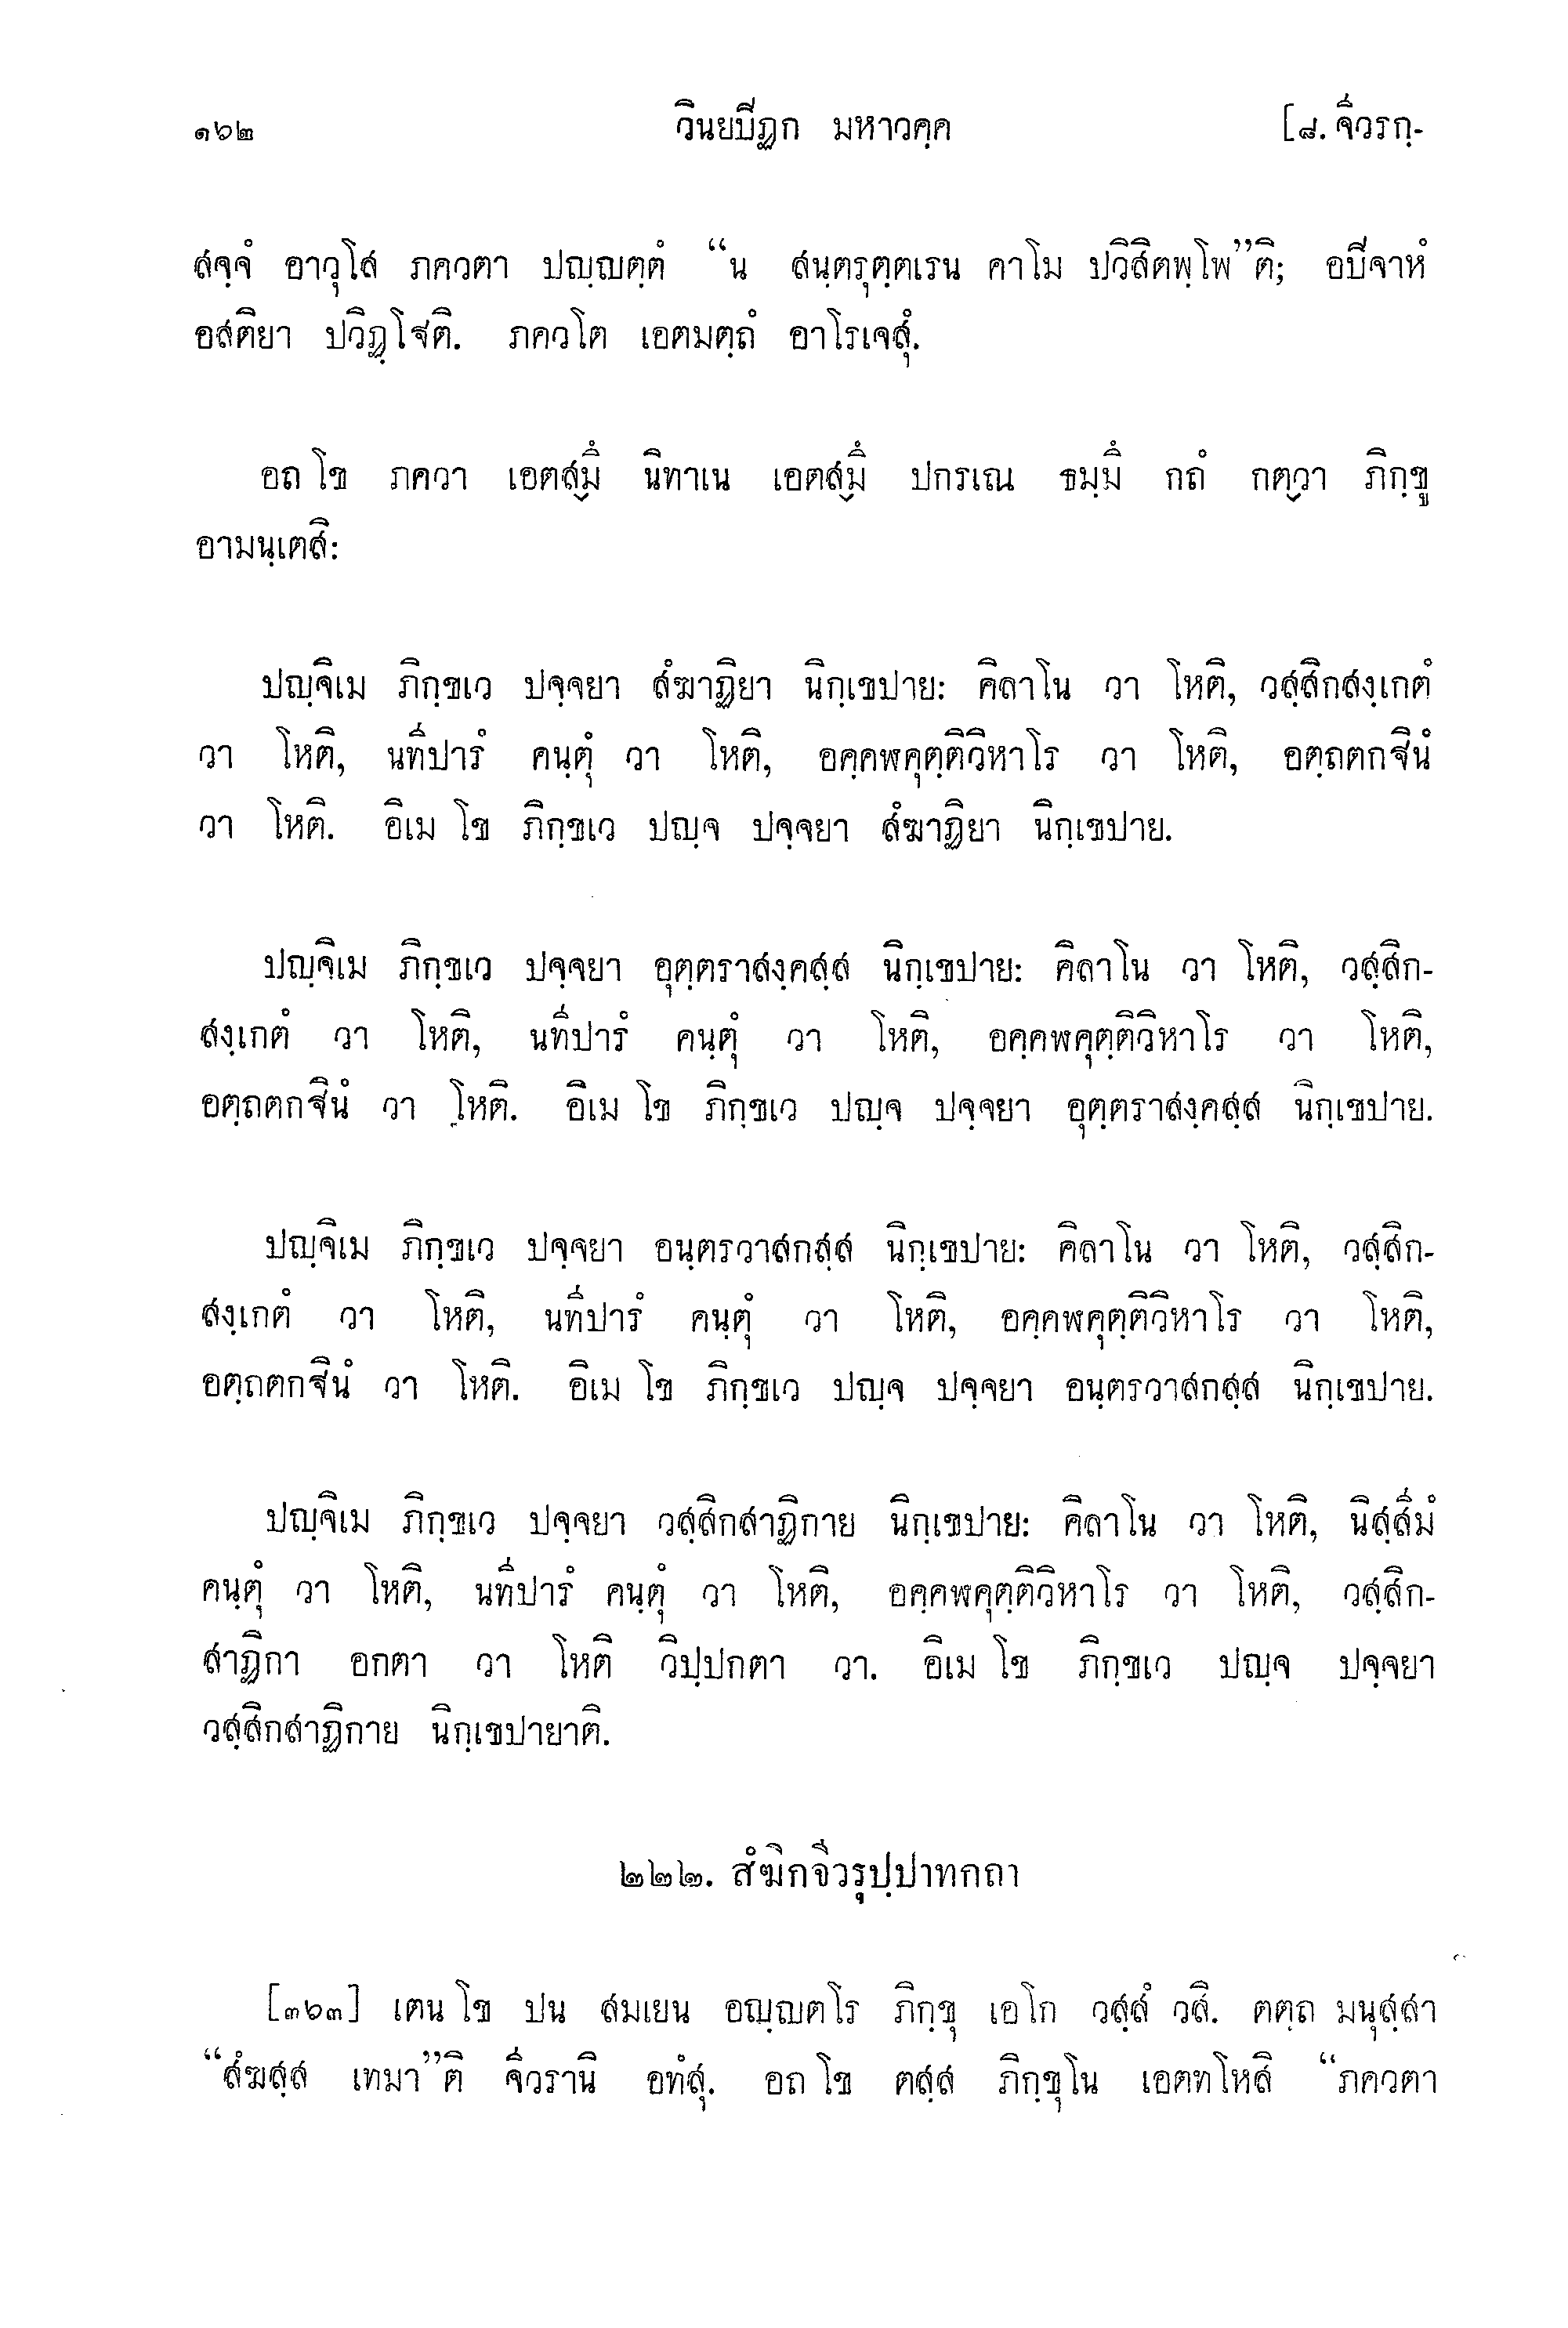 ๑๖๒ วินยปิฏก มหาวคฺค [๘. จีวรกฺ-
สจฺจํ อาวุโส ภควตา ปญฺญตฺตํ “น สนฺตรุตฺตเรน คาโม ปวิสิตพฺโพ”ติ; อปิจาหํ
อสติยา ปวิฏฺโฐติ. ภควโต เอตมตฺถํ อาโรเจสุํ.
อถ โข ภควา เอตสฺมิํ นิทาเน เอตสฺมิํ ปกรเณ ธมฺมิํ กถํ กตฺวา ภิกฺขู
อามนฺเตสิ:
ปญฺจิเม ภิกฺขเว ปจฺจยา สํฆาฏิยา นิกฺเขปาย: คิลาโน วา โหติ, วสฺสิกสงฺเกตํ
วา โหติ, นทีปารํ คนฺตุํ วา โหติ, อคฺคฬคุตฺติวิหาโร วา โหติ, อตฺถตกฐินํ
วา โหติ. อิเม โข ภิกฺขเว ปญฺจ ปจฺจยา สํฆาฏิยา นิกฺเขปาย.
ปญฺจิเม ภิกฺขเว ปจฺจยา อุตฺตราสงฺคสฺส นิกฺเขปาย: คิลาโน วา โหติ, วสฺสิก-
สงฺเกตํ วา โหติ, นทีปารํ คนฺตุํ วา โหติ, อคฺคฬคุตฺติวิหาโร วา โหติ,
อตฺถตกฐินํ วา โหติ. อิเม โข ภิกฺขเว ปญฺจ ปจฺจยา อุตฺตราสงฺคสฺส นิกฺเขปาย.
ปญฺจิเม ภิกฺขเว ปจฺจยา อนฺตรวาสกสฺส นิกฺเขปาย: คิลาโน วา โหติ, วสฺสิก-
สงฺเกตํ วา โหติ, นทีปารํ คนฺตุํ วา โหติ, อคฺคฬคุตฺติวิหาโร วา โหติ,
อตฺถตกฐินํ วา โหติ. อิเม โข ภิกฺขเว ปญฺจ ปจฺจยา อนฺตรวาสกสฺส นิกฺเขปาย.
ปญฺจิเม ภิกฺขเว ปจฺจยา วสฺสิกสาฏิกาย นิกฺเขปาย: คิลาโน วา โหติ, นิสฺสีมํ
คนฺตุํ วา โหติ, นทีปารํ คนฺตุํ วา โหติ, อคฺคฬคุตฺติวิหาโร วา โหติ, วสฺสิก-
สาฏิกา อกตา วา โหติ วิปฺปกตา วา. อิเม โข ภิกฺขเว ปญฺจ ปจฺจยา
วสฺสิกสาฏิกาย นิกฺเขปายาติ.
๒๒๒. สํฆิกจีวรุปฺปาทกถา
[๓๖๓] เตน โข ปน สมเยน อญฺญตโร ภิกฺขุ เอโก วสฺสํ วสิ. ตตฺถ มนุสฺสา
“สํฆสฺส เทมา”ติ จีวรานิ อทํสุ. อถ โข ตสฺส ภิกฺขุโน เอตทโหสิ “ภควตา